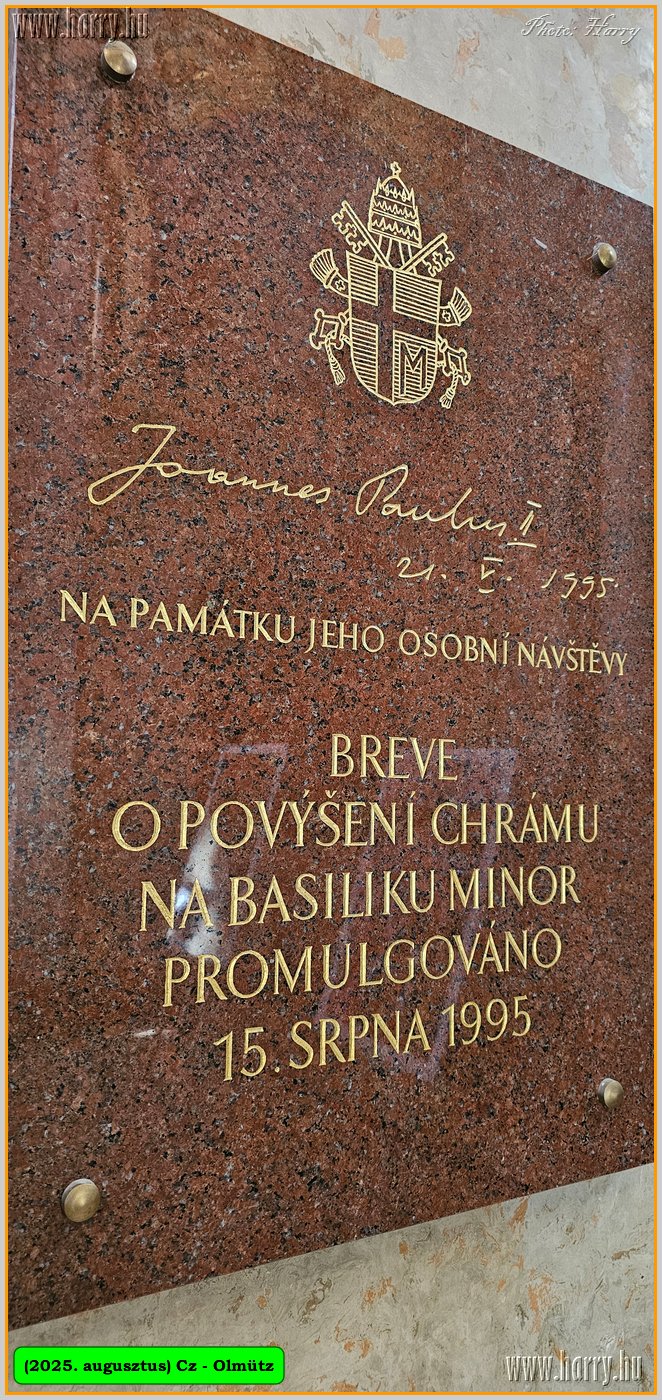 www.harry.hu
Photo: Harry
M
Joannes Paulus II
21. V. 1995.
NA PAMÁTKU JEHO OSOBNÍ NÁVŠTĚVY
BREVE
O POVÝŠENÍ CHRÁMU
NA BASILIKU MINOR
PROMULGOVÁNO
15. SRPNA 1995
(2025. augusztus) Cz - Olmütz
www.harry.hu